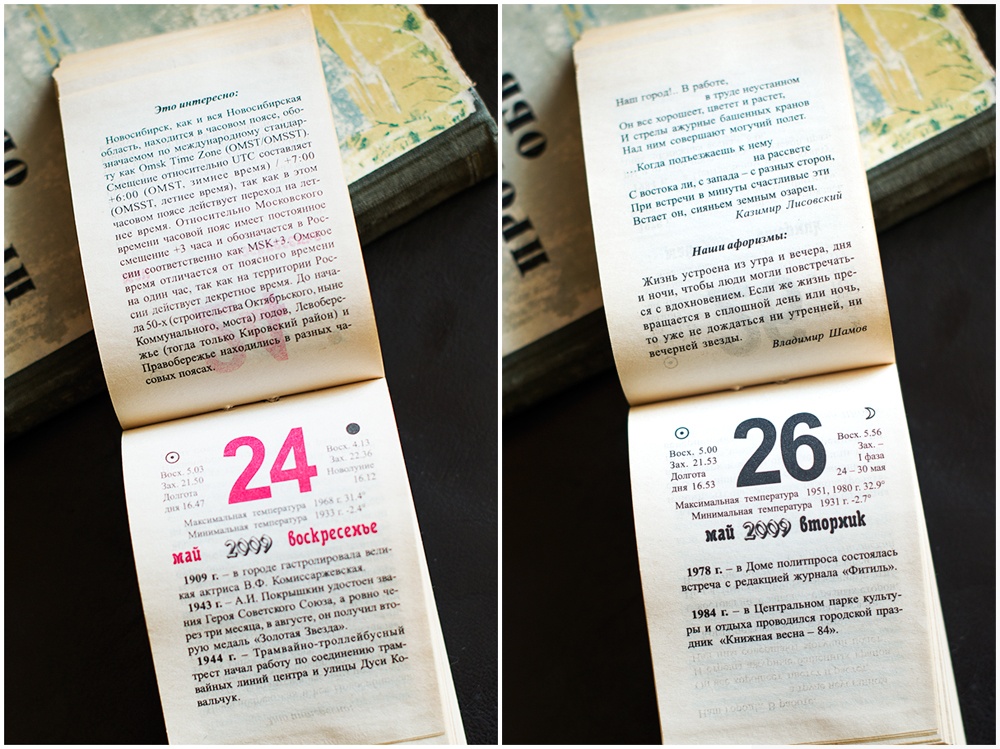 Это интересно:
Новосибирск, как и вся Новосибирская
область, находится в часовом поясе, обо-
значаемом по международному стандар-
ту как Omsk Time Zone (OMST/OMSST).
Смещение относительно UTC составляет
+6:00 (OMST, зимнее время) / +7:00
(OMSST, летнее время), так как в этом
часовом поясе действует переход на лет-
нее время. Относительно Московского
времени часовой пояс имеет постоянное
смещение +3 часа и обозначается в Рос-
сии соответственно как MSK+3. Омское
время отличается от поясного времени
на один час, так как на территории Рос-
сии действует декретное время. До нача-
ла 50-х (строительства Октябрьского, ныне
Коммунального, моста) годов, Левобере-
жье (тогда только Кировский район) и
Правобережье находились в разных ча-
совых поясах.
24
Восх. 5.03
Зах. 21.50
Долгота
дня 16.47
Восх. 4.13
Зах. 22.36
Новолуние
16.12
Максимальная температура 1968 г. 31.4°
Минимальная температура 1933 г. -2.4°
май 2009 воскресенье
1909 г. – в городе гастролировала вели-
кая актриса В.Ф. Комиссаржевская.
1943 г. – А.И. Покрышкин удостоен зва-
ния Героя Советского Союза, а ровно че-
рез три месяца, в августе, он получил вто-
рую медаль «Золотая Звезда».
1944 г. – Трамвайно-троллейбусный
трест начал работу по соединению трам-
вайных линий центра и улицы Дуси Ко-
вальчук.
Наш город!.. В работе,
в труде неустанном
Он все хорошеет, цветет и растет,
И стрелы ажурные башенных кранов
Над ним совершают могучий полет.
...Когда подъезжаешь к нему
на рассвете
С востока ли, с запада – с разных сторон,
При встречи в минуты счастливые эти
Встает он, сияньем земным озарен.
Казимир Лисовский
Наши афоризмы:
Жизнь устроена из утра и вечера, дня
и ночи, чтобы люди могли повстречать-
ся с вдохновением. Если же жизнь пре-
вращается в сплошной день или ночь,
то уже не дождаться ни утренней, ни
вечерней звезды.
Владимир Шамов
26
Восх. 5.00
Зах. 21.53
Долгота
дня 16.53
Восх. 5.56
Зах. –
1 фаза
24 – 30 мая
Максимальная температура 1951, 1980 г. 32.9°
Минимальная температура 1931 г. -2.7°
май 2009 вторник
1978 г. – в Доме политпроса состоялась
встреча с редакцией журнала «Фитиль».
1984 г. – в Центральном парке культу-
ры и отдыха проводился городской праз-
дник «Книжная весна – 84».